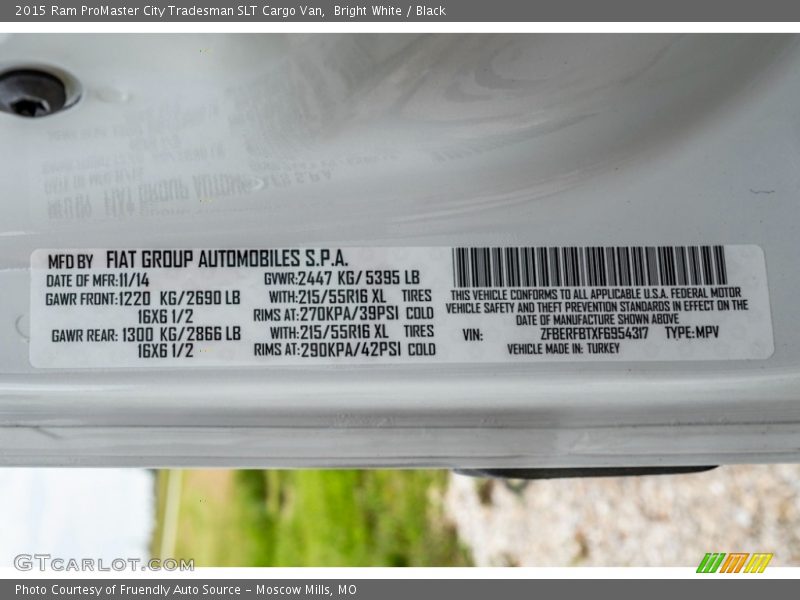 2015 Ram ProMaster City Tradesman SLT Cargo Van,  Bright White / Black
MFD BY FIAT GROUP AUTOMOBILES S.P.A.
DATE OF MFR:11/14 GVWR:2447 KG/5395 LB
GAWR FRONT:1220 KG/2690 LB WITH:215/55R16 XL TIRES
16X6 1/2 RIMS AT:270KPA/39PSI COLD
GAWR REAR: 1300 KG/2866 LB WITH:215/55R16 XL TIRES
16X6 1/2 RIMS AT:290KPA/42PSI COLD
THIS VEHICLE CONFORMS TO ALL APPLICABLE U.S.A. FEDERAL MOTOR
VEHICLE SAFETY AND THEFT PREVENTION STANDARDS IN EFFECT ON THE
DATE OF MANUFACTURE SHOWN ABOVE
VIN: ZFBERFBTXF6954317 TYPE:MPV
VEHICLE MADE IN: TURKEY
GTCARLOT.COM
Photo Courtesy of Fruendly Auto Source – Moscow Mills, MO